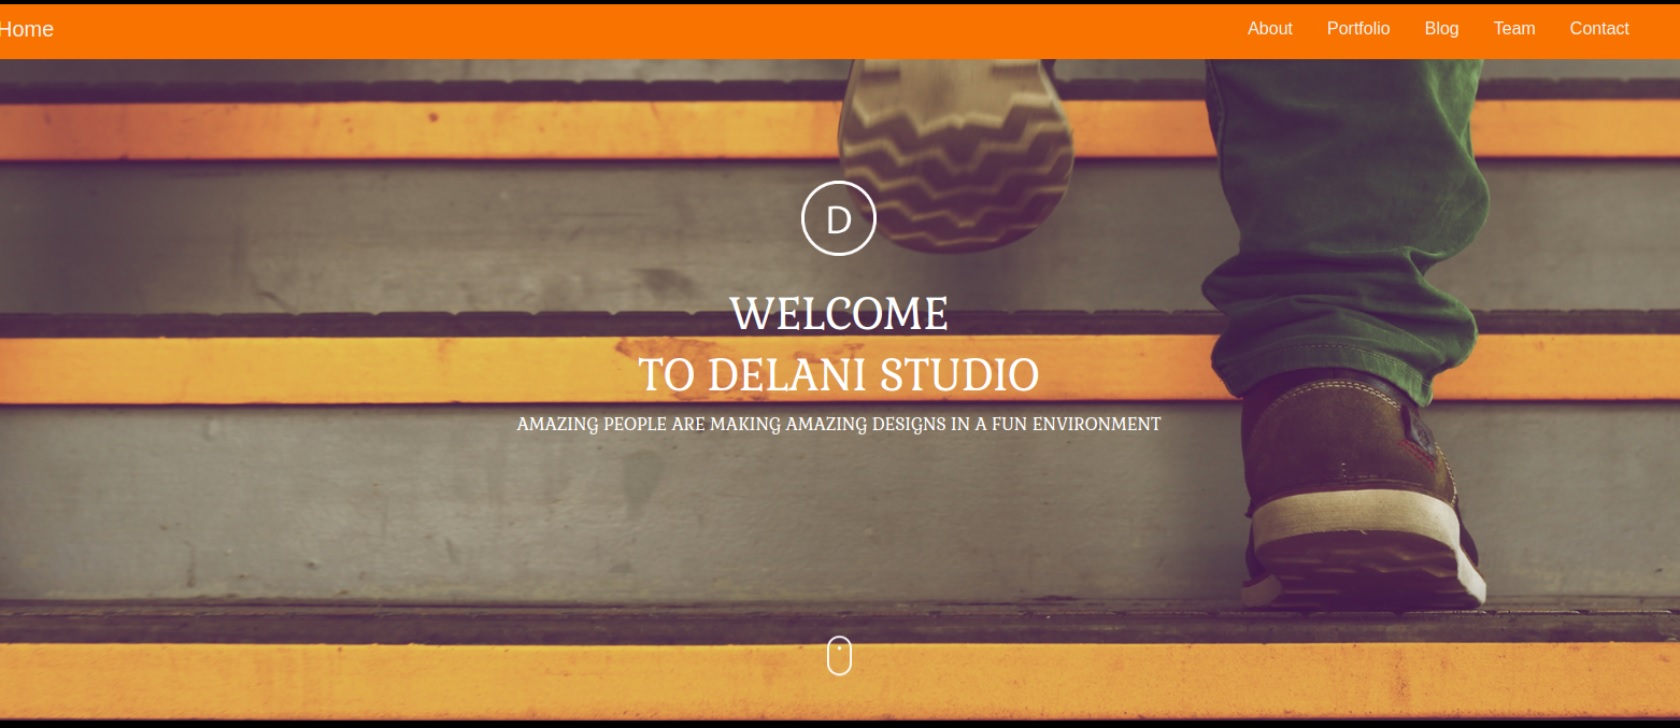 Home
About Portfolio Blog Team Contact
D
WELCOME
TO DELANI STUDIO
AMAZING PEOPLE ARE MAKING AMAZING DESIGNS IN A FUN ENVIRONMENT